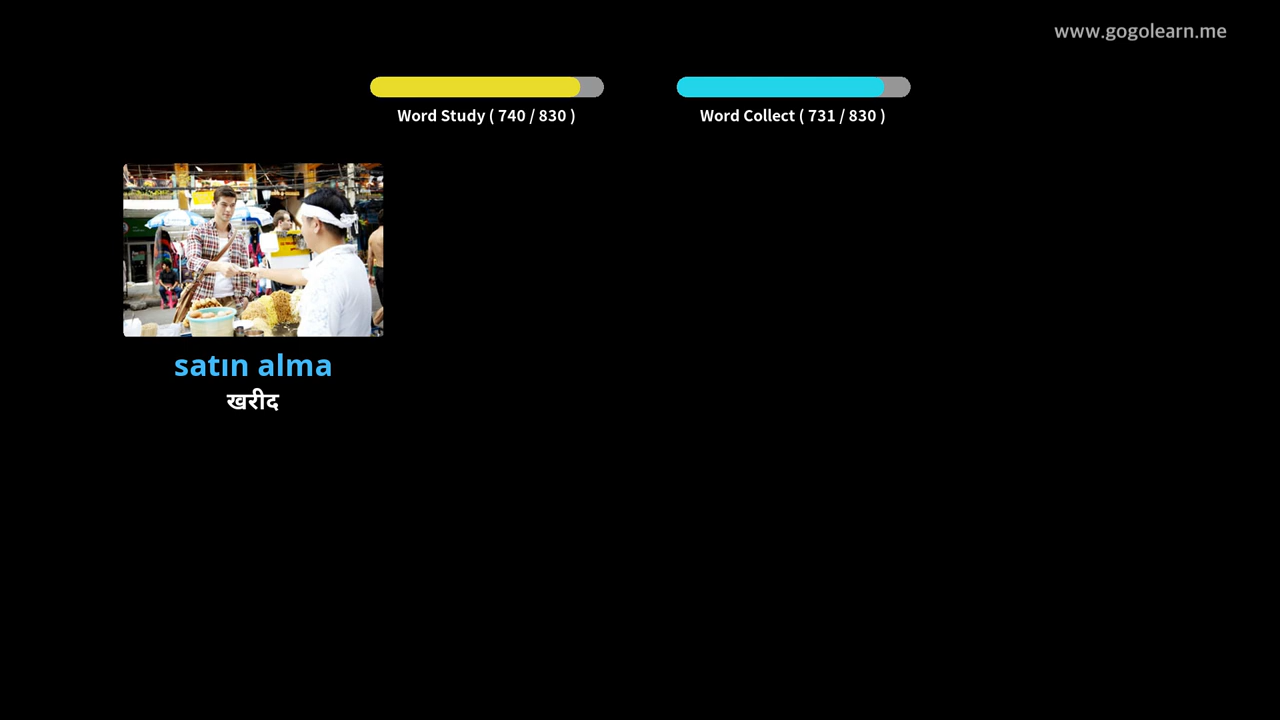 www.gogolearn.me
Word Study ( 740 / 830 )
Word Collect ( 731 / 830 )
satın alma
खरीद